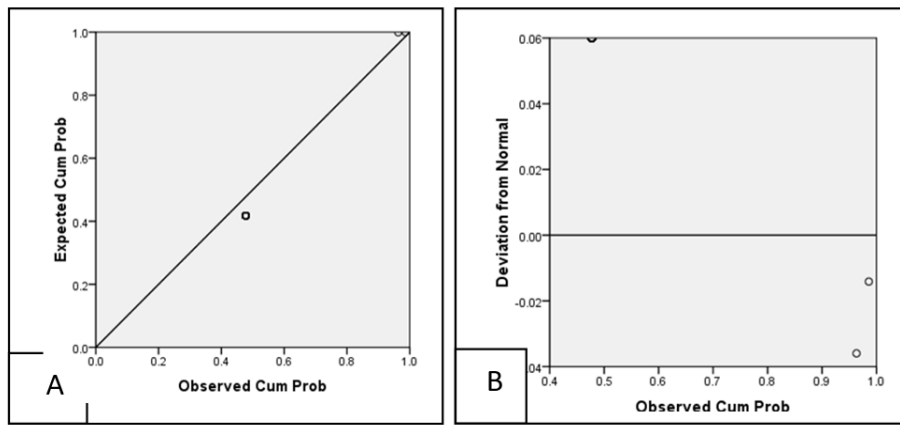 1.0
0.8
0.6
0.4
0.2
0.0
0.0 0.2 0.4 0.6 0.8 1.0
Expected Cum Prob
Observed Cum Prob
A
0.06
0.04
0.02
0.00
-0.02
.04
0.4 0.5 0.6 0.7 0.8 0.9 1.0
Deviation from Normal
Observed Cum Prob
B